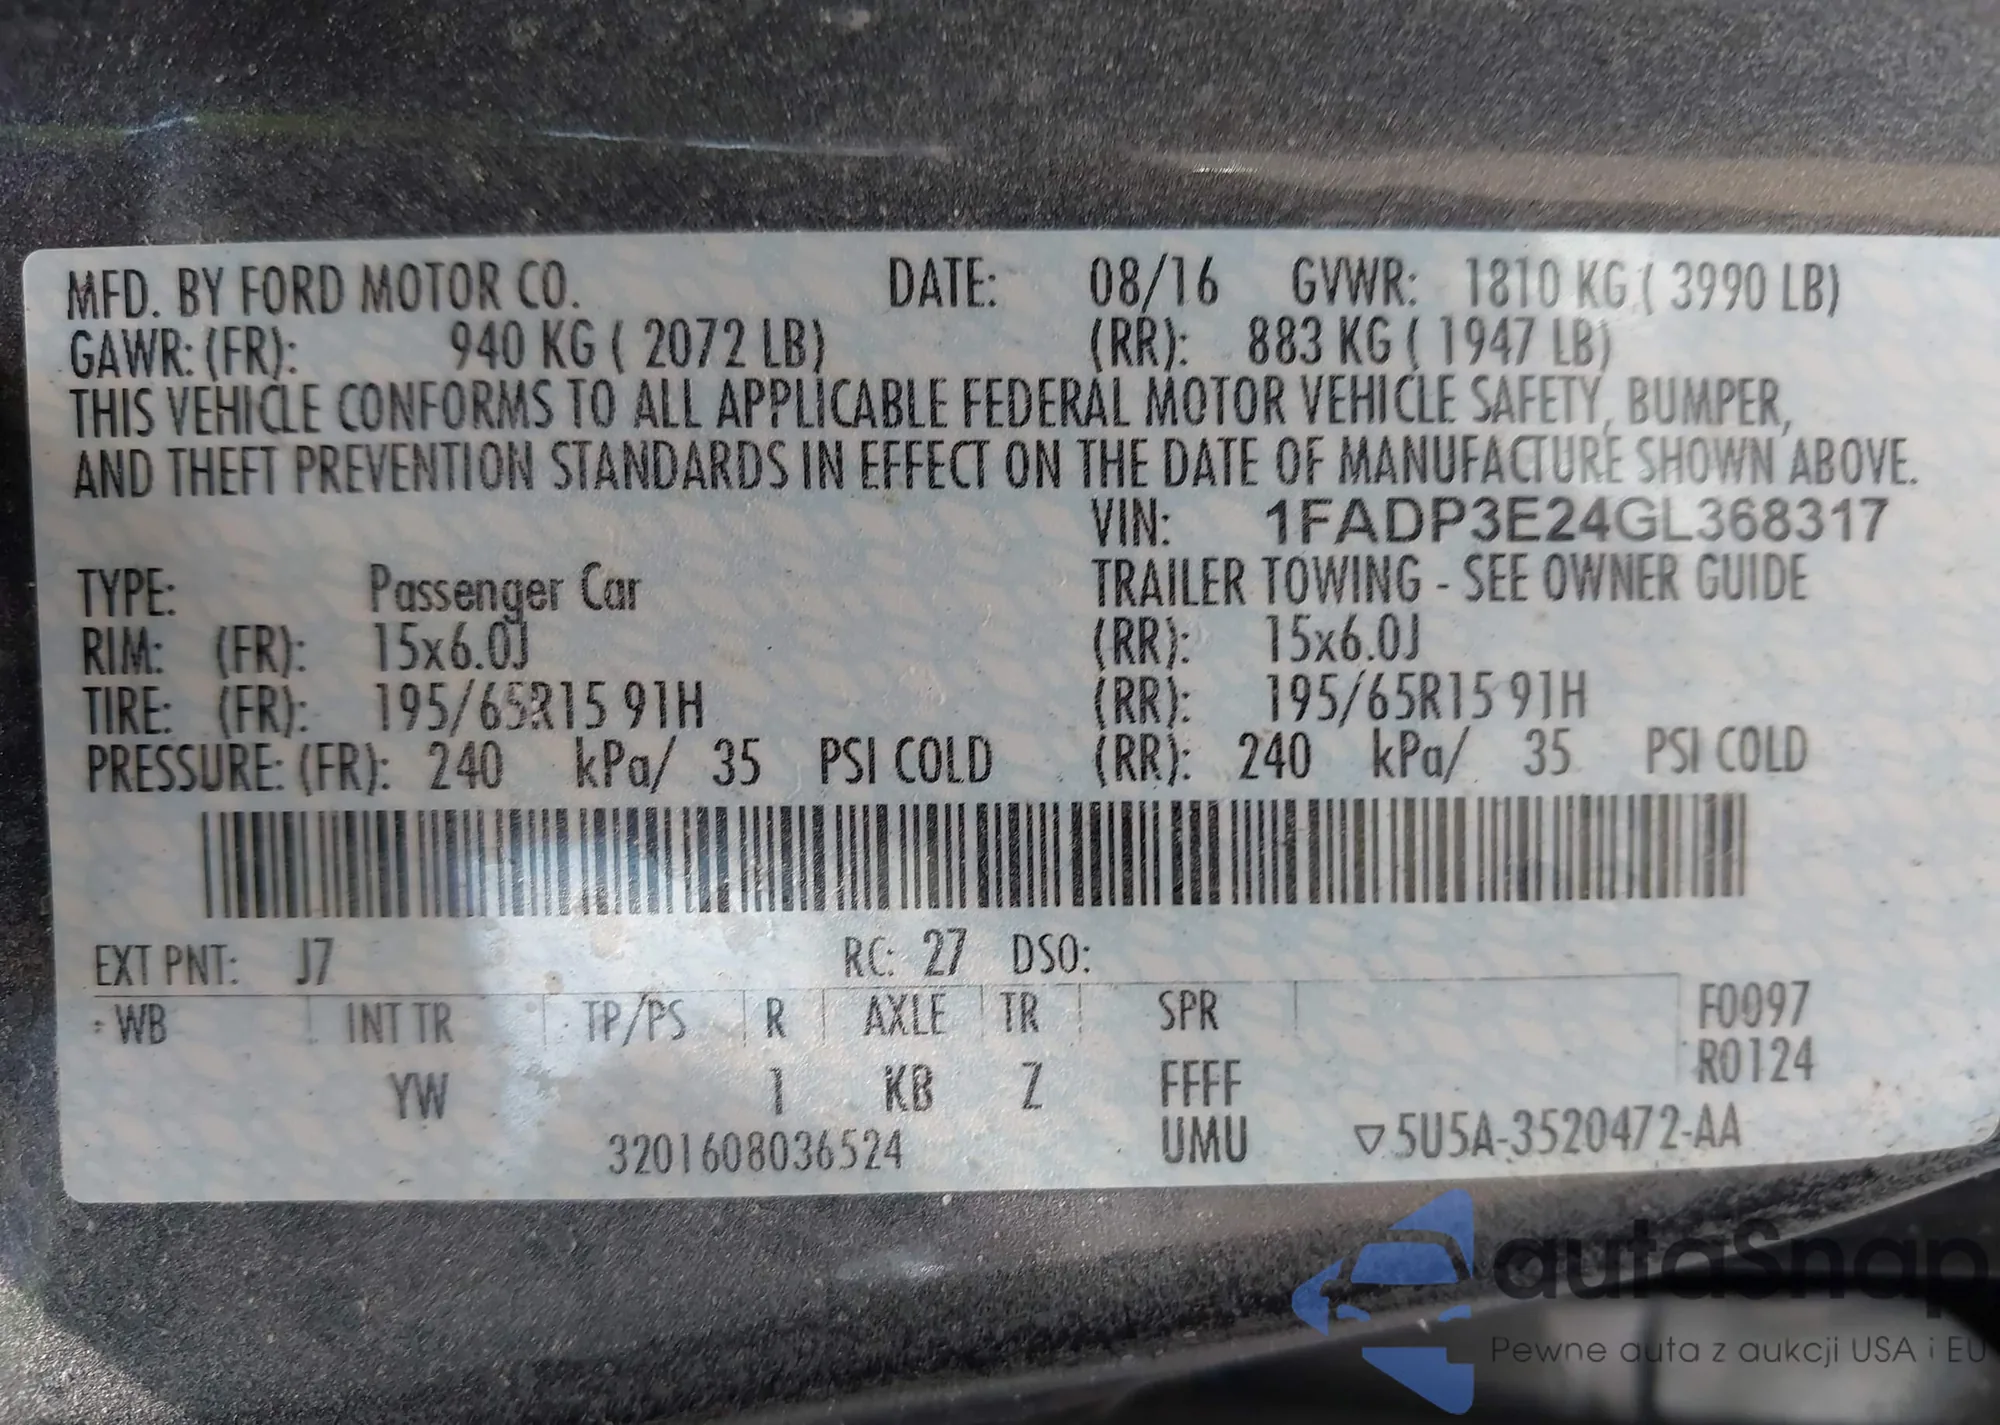 MFD. BY FORD MOTOR CO. DATE: 08/16 GVWR: 1810 KG ( 3990 LB)
GAWR: (FR): 940 KG ( 2072 LB) (RR): 883 KG ( 1947 LB)
THIS VEHICLE CONFORMS TO ALL APPLICABLE FEDERAL MOTOR VEHICLE SAFETY, BUMPER,
AND THEFT PREVENTION STANDARDS IN EFFECT ON THE DATE OF MANUFACTURE SHOWN ABOVE.
VIN: 1FADP3E24GL368317
TYPE: Passenger Car TRAILER TOWING - SEE OWNER GUIDE
RIM: (FR): 15x6.0J (RR): 15x6.0J
TIRE: (FR): 195/65R15 91H (RR): 195/65R15 91H
PRESSURE: (FR): 240 kPa/ 35 PSI COLD (RR): 240 kPa/ 35 PSI COLD
EXT PNT: J7 RC: 27 DSO:
WB INT TR TP/PS R AXLE TR SPR F0097
R0124
YW 1 KB Z FFFF
3201608036524 UMU ▽5U5A-3520472-AA
autoSnap
Pewne auta z aukcji USA i EU